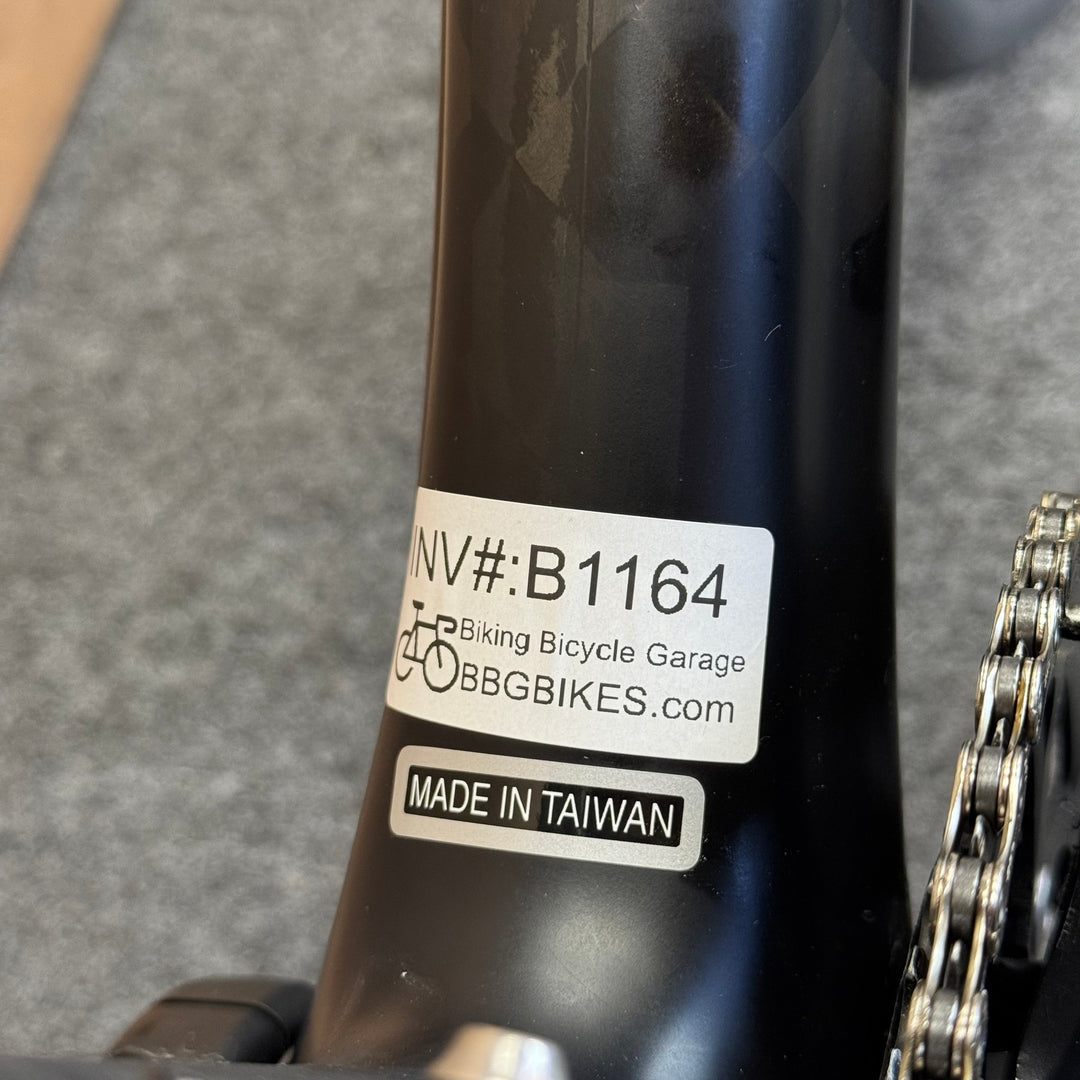 INV#:B1164
Biking Bicycle Garage
BBGBIKES.com
MADE IN TAIWAN